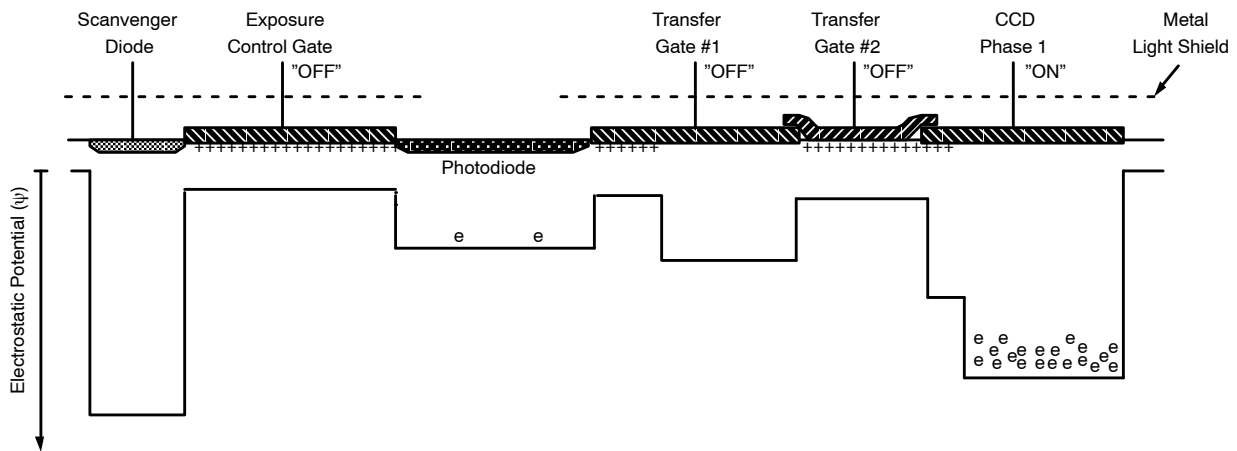 Scanvenger
Diode
Exposure
Control Gate
”OFF”
Transfer
Gate #1
”OFF”
Transfer
Gate #2
”OFF”
CCD
Phase 1
”ON”
Metal
Light Shield
+++++++++++++++++
++++++
++++++++++++
Photodiode
Electrostatic Potential (ψ)
e e
e e e e
e e e e e e e
e e e e e e e